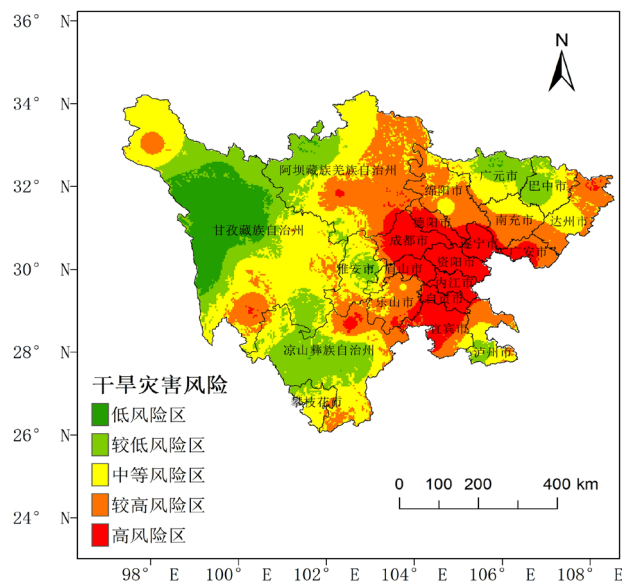 36° N
N
34° N
阿坝藏族羌族自治州
广元市
巴中市
绵阳市
32° N
南充市
达州市
德阳市
甘孜藏族自治州
成都市
遂宁市
广安市
资阳市
30° N
雅安市
眉山市
内江市
乐山市
自贡市
宜宾市
28° N
凉山彝族自治州
泸州市
干旱灾害风险
攀枝花市
低风险区
较低风险区
26° N
中等风险区
0 100 200 400 km
较高风险区
24° N
高风险区
98° E 100° E 102° E 104° E 106° E 108° E